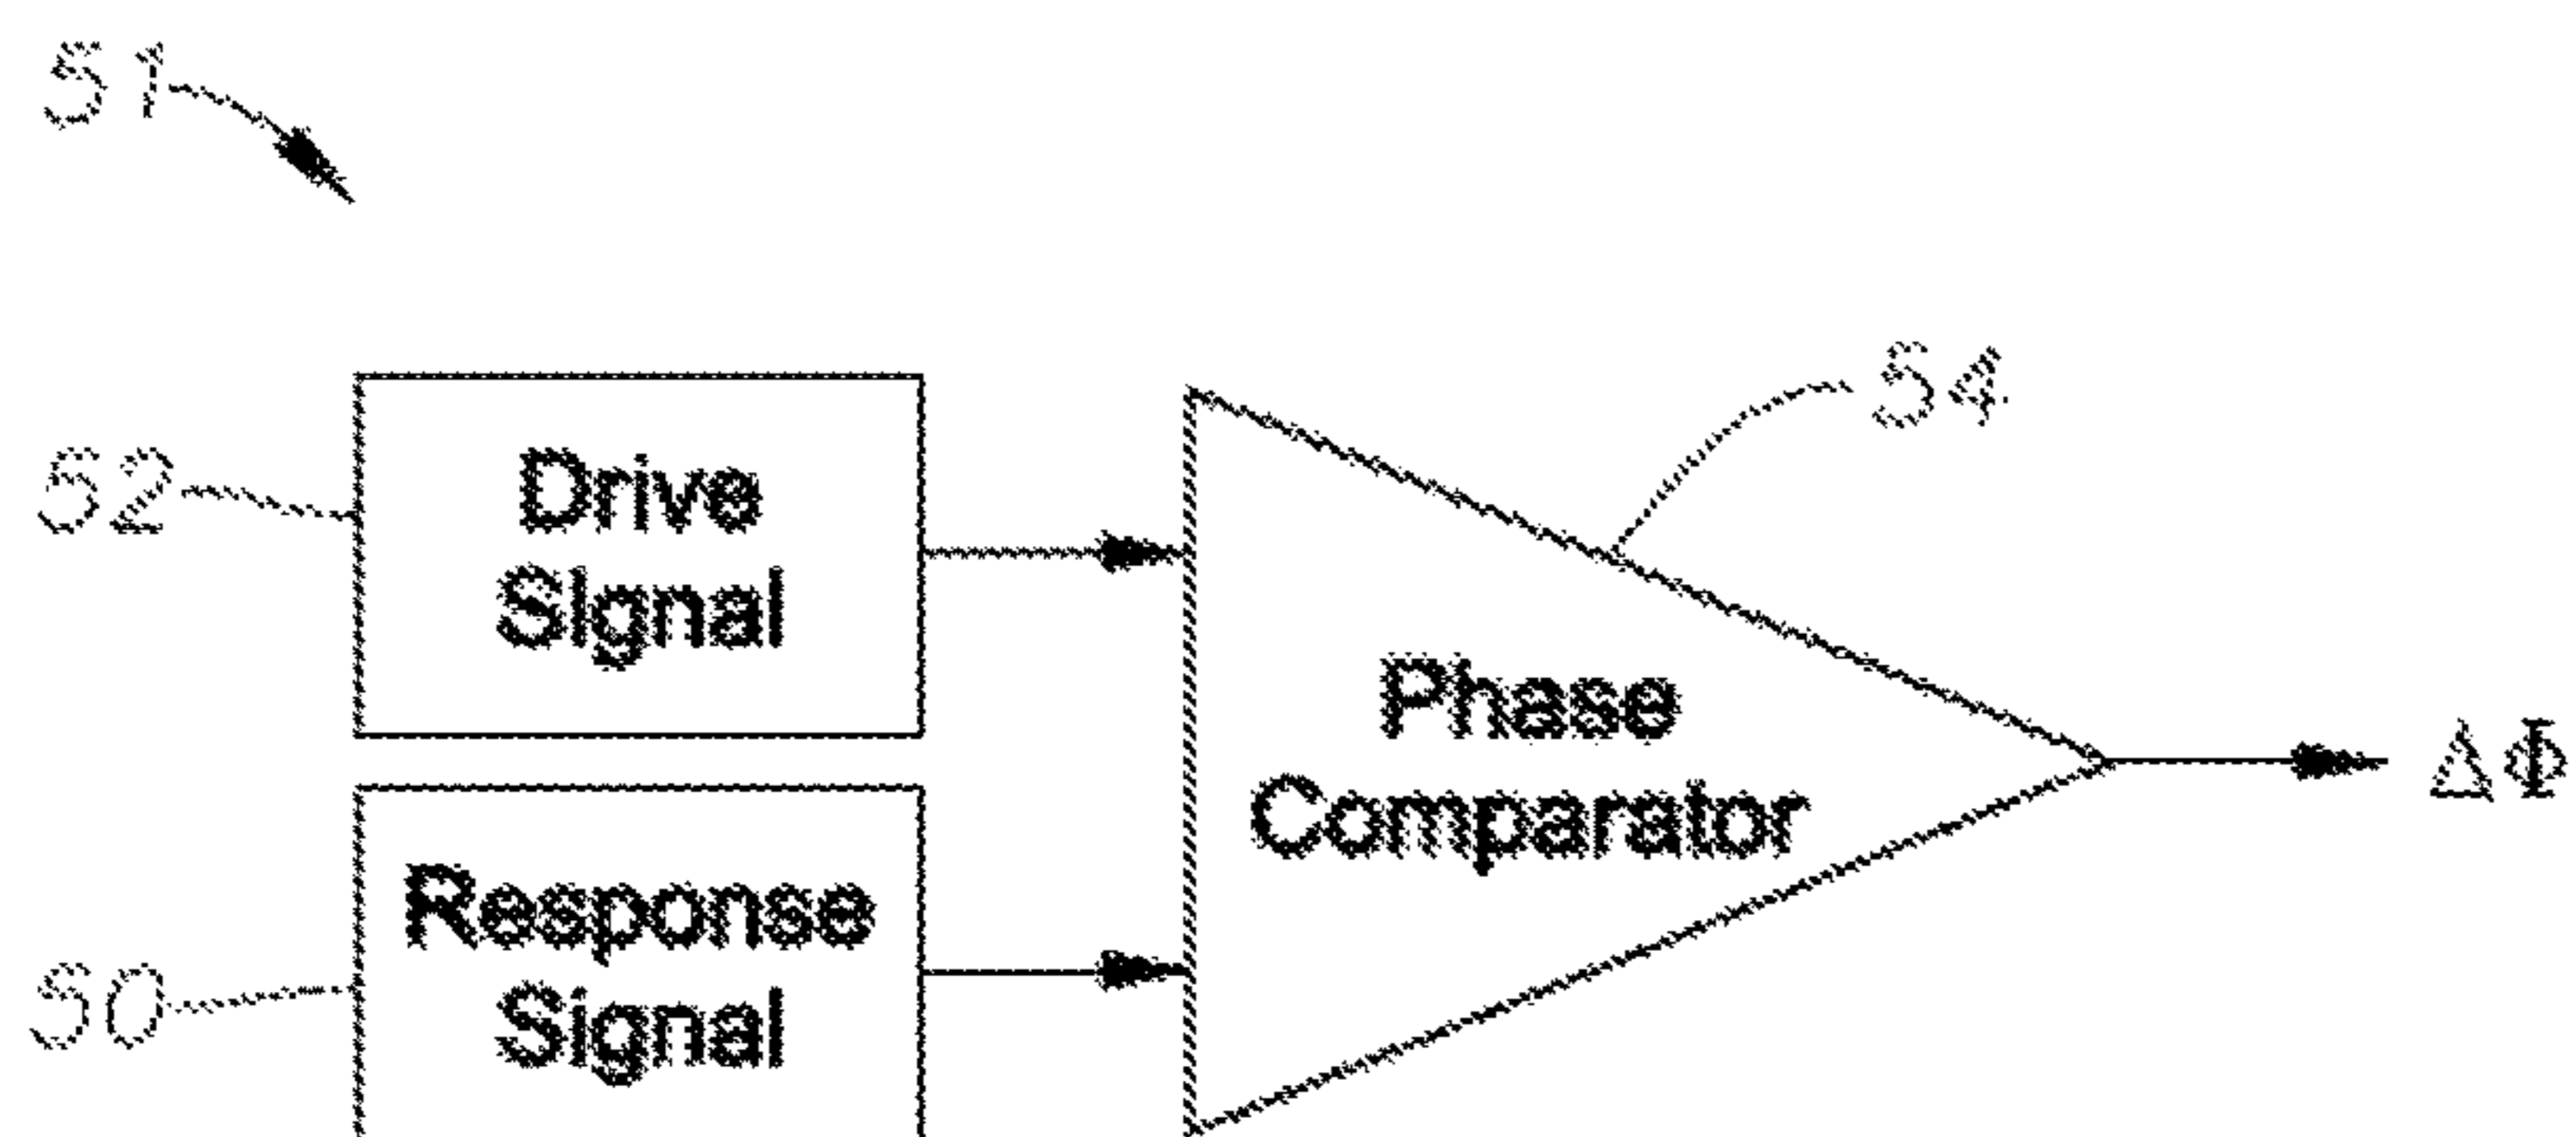 51
54
52
Drive
Signal
Phase
Comparator
ΔΦ
Response
Signal
50